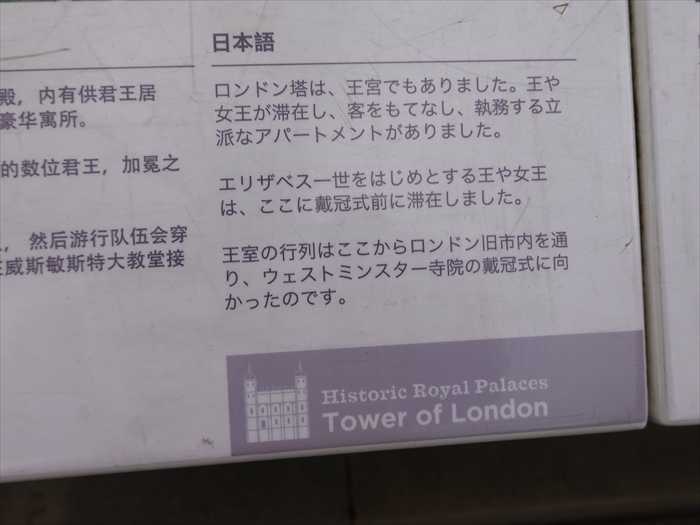 殿，内有供君王居
豪华寓所。
的数位君王，加冕之
，然后游行队伍会穿
威斯敏斯特大教堂接
日本語
ロンドン塔は、王宮でもありました。王や
女王が滞在し、客をもてなし、執務する立
派なアパートメントがありました。
エリザベス一世をはじめとする王や女王
は、ここに戴冠式前に滞在しました。
王室の行列はここからロンドン旧市内を通
り、ウェストミンスター寺院の戴冠式に向
かったのです。
Historic Royal Palaces
Tower of London